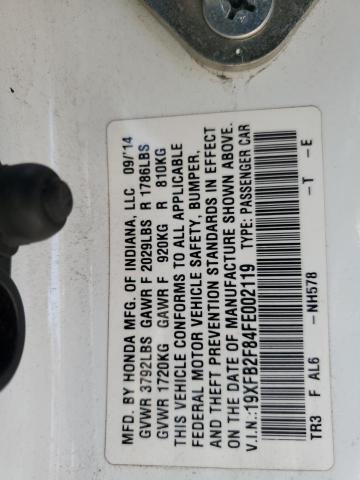 MFD. BY HONDA MFG. OF INDIANA, LLC 09/'14
GVWR 3792LBS GAWR F 2029LBS R 1786LBS
GVWR 1720KG GAWR F 920KG R 810KG
THIS VEHICLE CONFORMS TO ALL APPLICABLE
FEDERAL MOTOR VEHICLE SAFETY, BUMPER,
AND THEFT PREVENTION STANDARDS IN EFFECT
ON THE DATE OF MANUFACTURE SHOWN ABOVE.
V.I.N.:19XFB2F84FE002119 TYPE: PASSENGER CAR
TR3 F AL6 -NH578 -T -E